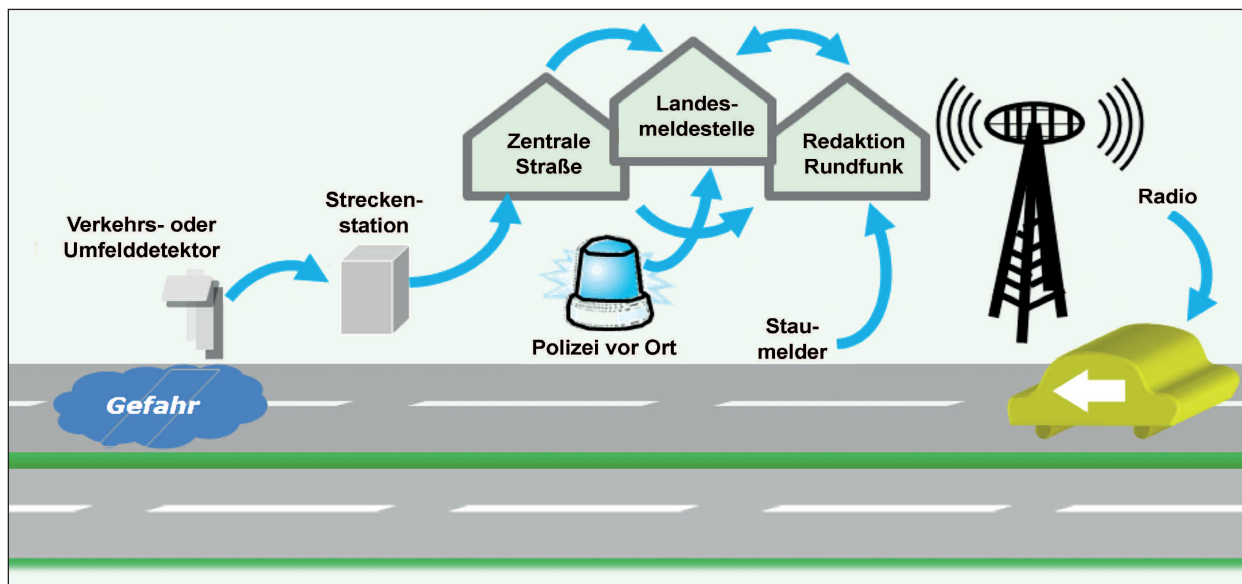 Verkehrs- oder
Umfelddetektor
Strecken-
station
Zentrale
Straße
Landes-
meldestelle
Redaktion
Rundfunk
Radio
Polizei vor Ort
Stau-
melder
Gefahr